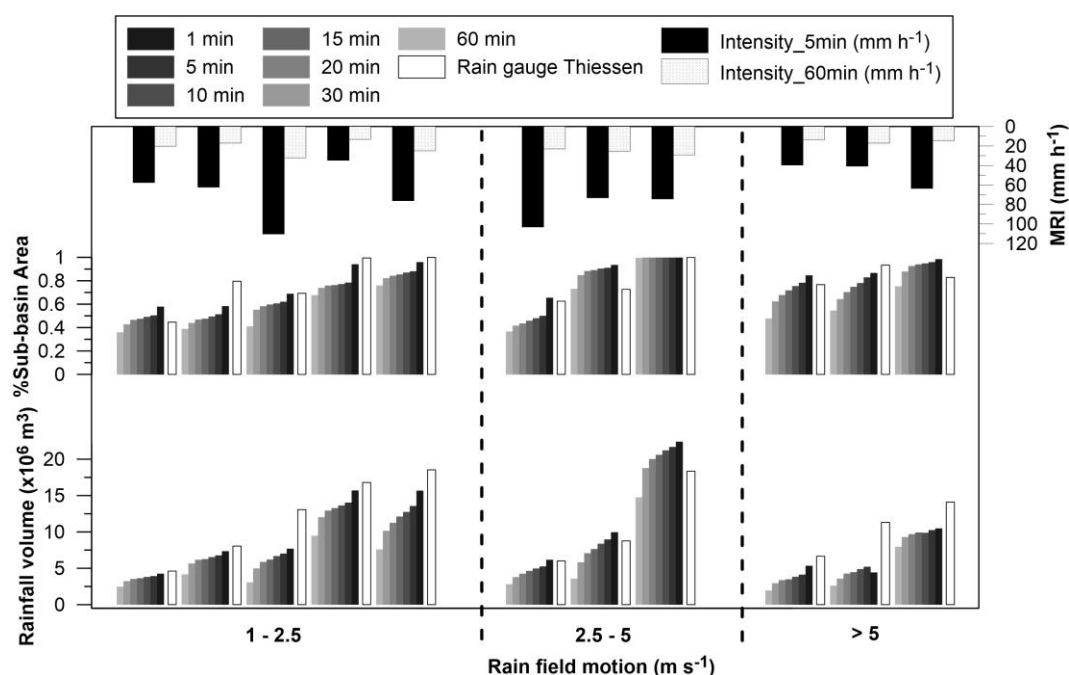 1 min
15 min
60 min
Intensity_5min (mm h-1)
5 min
20 min
Rain gauge Thiessen
Intensity_60min (mm h-1)
10 min
30 min
0
20
40
60
80
100
120
MRI (mm h-1)
1
0.8
0.6
0.4
0.2
0
%Sub-basin Area
20
15
10
5
0
Rainfall volume (x10⁶ m³)
1 - 2.5
2.5 - 5
> 5
Rain field motion (m s-1)